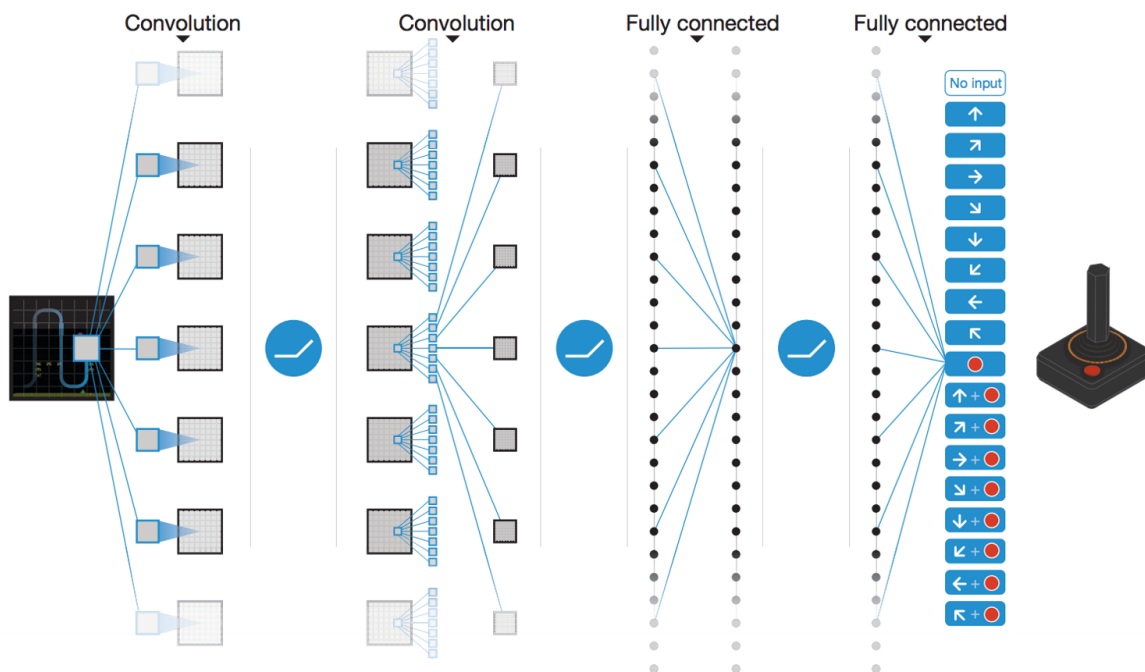 Convolution
Convolution
Fully connected
Fully connected
No input
+
+
+
+
+
+
+
+